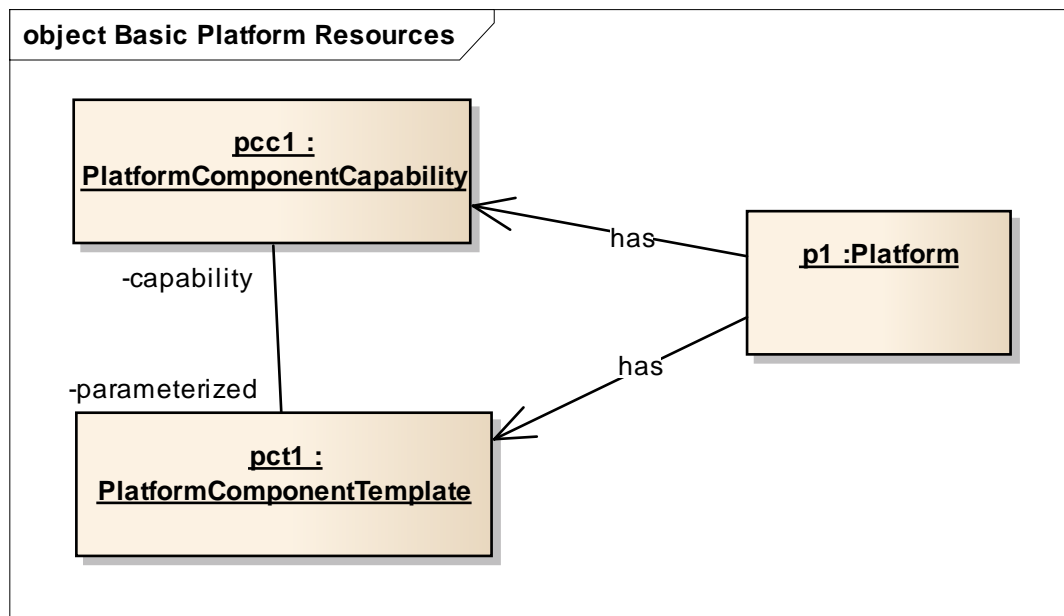 object Basic Platform Resources
pcc1 :
PlatformComponentCapability
has
p1 :Platform
-capability
has
-parameterized
pct1 :
PlatformComponentTemplate